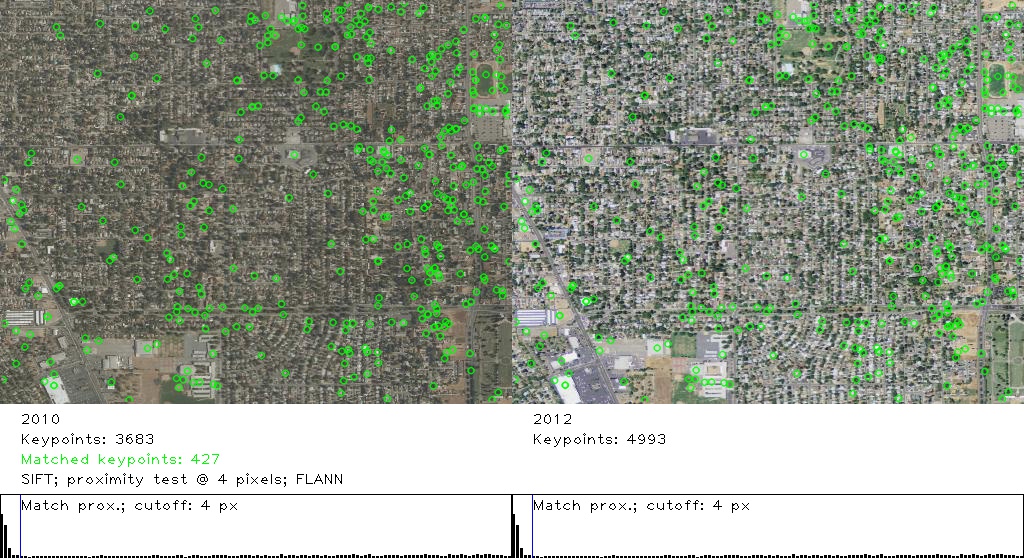 2010
Keypoints: 3683
Matched keypoints: 427
SIFT; proximity test @ 4 pixels; FLANN
2012
Keypoints: 4993
Match prox.; cutoff: 4 px
Match prox.; cutoff: 4 px